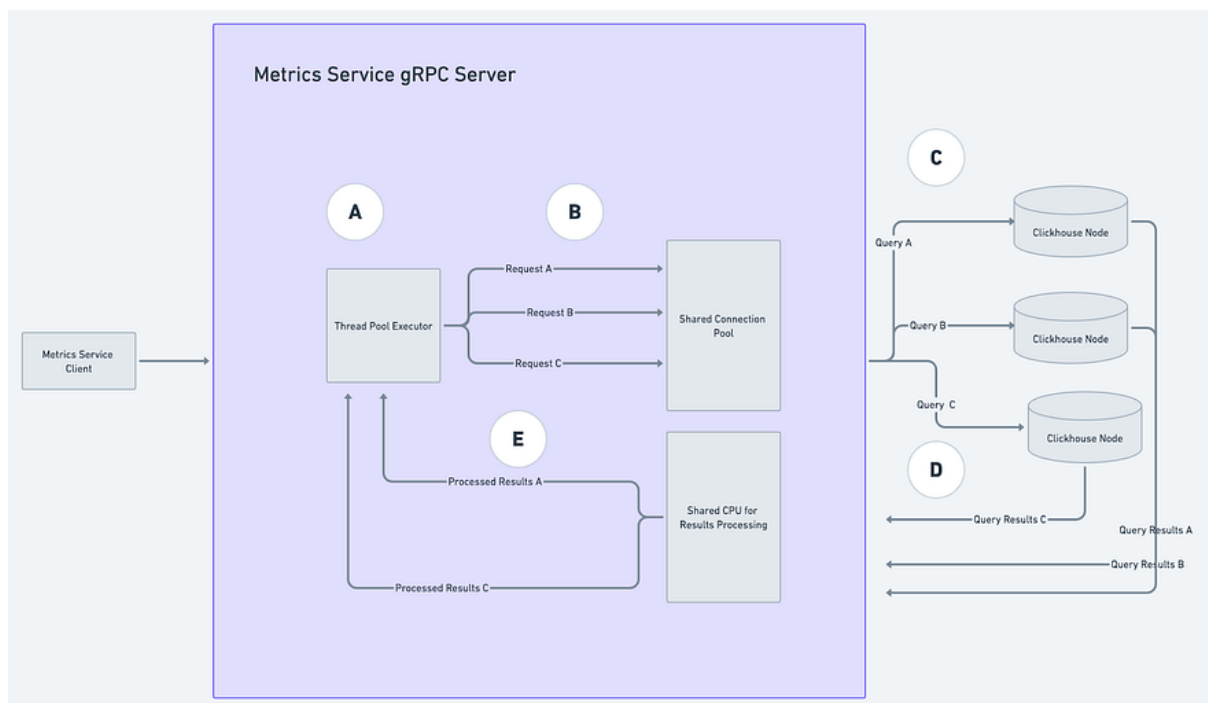 Metrics Service gRPC Server
C
A
B
Clickhouse Node
Query A
Request A
Request B
Thread Pool Executor
Shared Connection
Pool
Query B
Clickhouse Node
Metrics Service
Client
Request C
Query C
Clickhouse Node
E
D
Processed Results A
Shared CPU for
Results Processing
Query Results C
Query Results A
Query Results B
Processed Results C